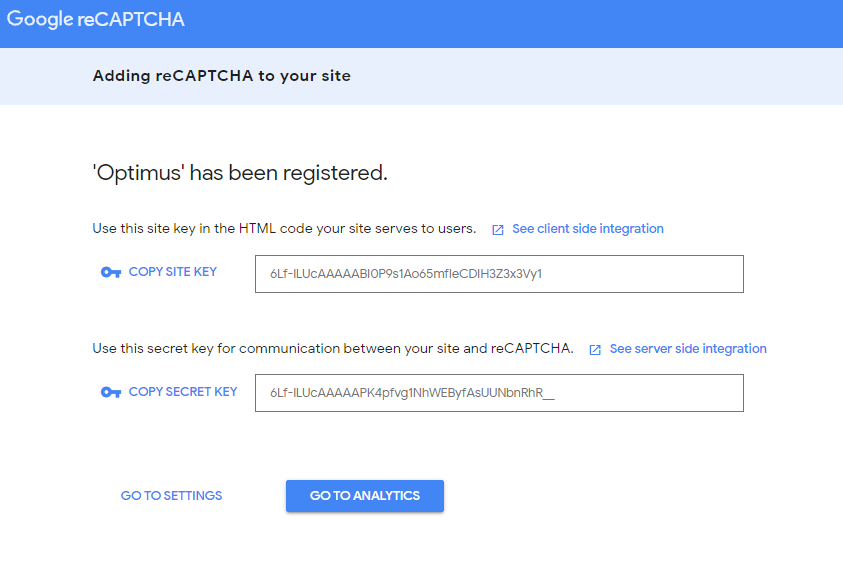 Google reCAPTCHA
Adding reCAPTCHA to your site
'Optimus' has been registered.
Use this site key in the HTML code your site serves to users. See client side integration
COPY SITE KEY 6Lf-ILUcAAAAABI0P9s1Ao65mfIeCDIH3Z3x3Vy1
Use this secret key for communication between your site and reCAPTCHA. See server side integration
COPY SECRET KEY 6Lf-ILUcAAAAAPK4pfvg1NhWEByfAsUUNbnRhR__
GO TO SETTINGS GO TO ANALYTICS